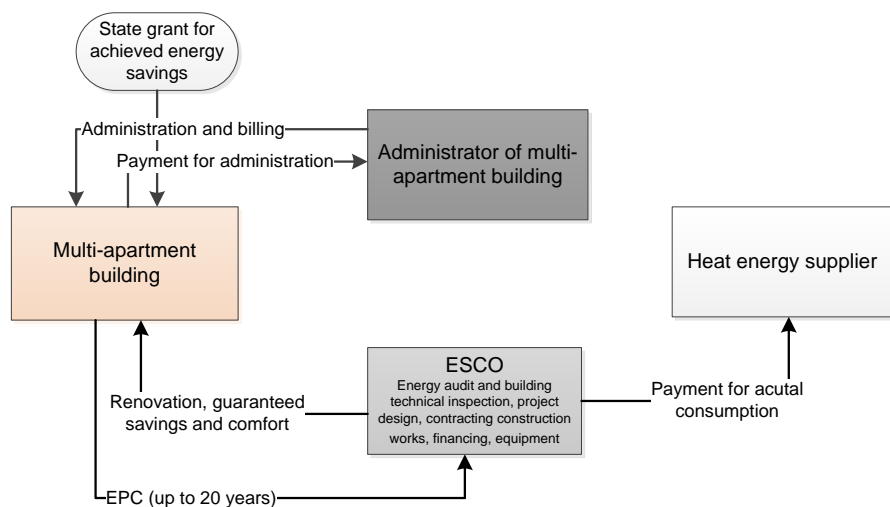 State grant for
achieved energy
savings
Administration and billing
Payment for administration
Administrator of multi-
apartment building
Multi-apartment
building
Heat energy supplier
ESCO
Energy audit and building
technical inspection, project
design, contracting construction
works, financing, equipment
Renovation, guaranteed
savings and comfort
Payment for acutal
consumption
EPC (up to 20 years)